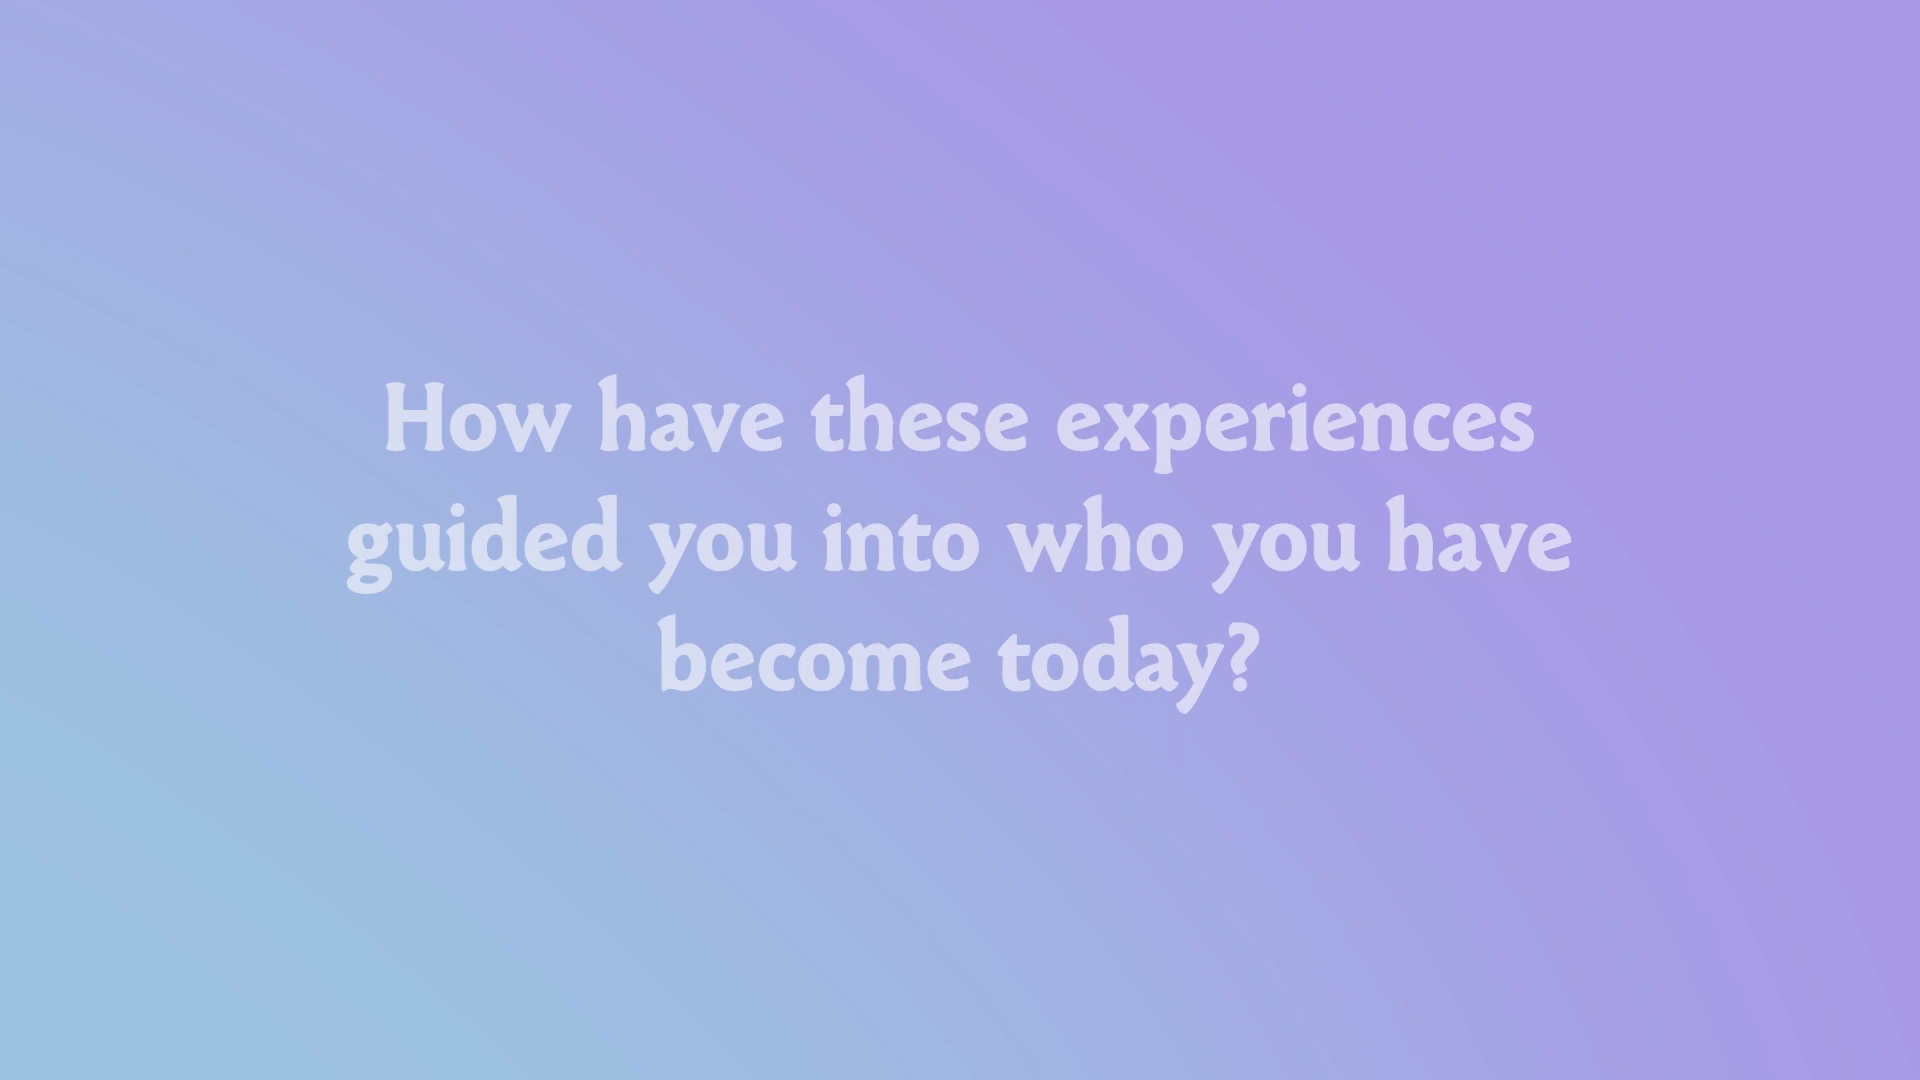 How have these experiences
guided you into who you have
become today?